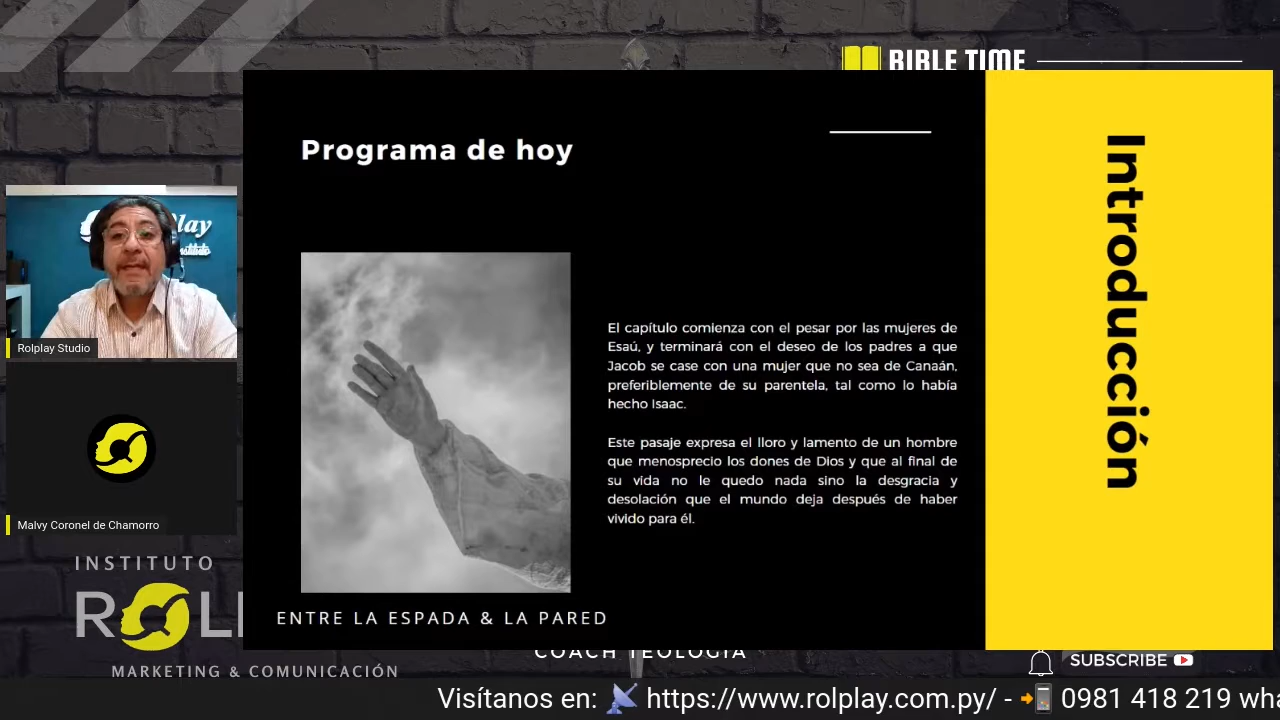 BIBLE TIME
Programa de hoy
Introducción
El capítulo comienza con el pesar por las mujeres de
Esaú, y terminará con el deseo de los padres a que
Jacob se case con una mujer que no sea de Canaán,
preferiblemente de su parentela, tal como lo había
hecho Isaac.
Este pasaje expresa el lloro y lamento de un hombre
que menosprecio los dones de Dios y que al final de
su vida no le quedo nada sino la desgracia y
desolación que el mundo deja después de haber
vivido para él.
ENTRE LA ESPADA & LA PARED
Rolplay Studio
Malvy Coronel de Chamorro
INSTITUTO
MARKETING & COMUNICACIÓN
COACH TEOLOGÍA
SUBSCRIBE
Visítanos en: 📡 https://www.rolplay.com.py/ - 📲 0981 418 219